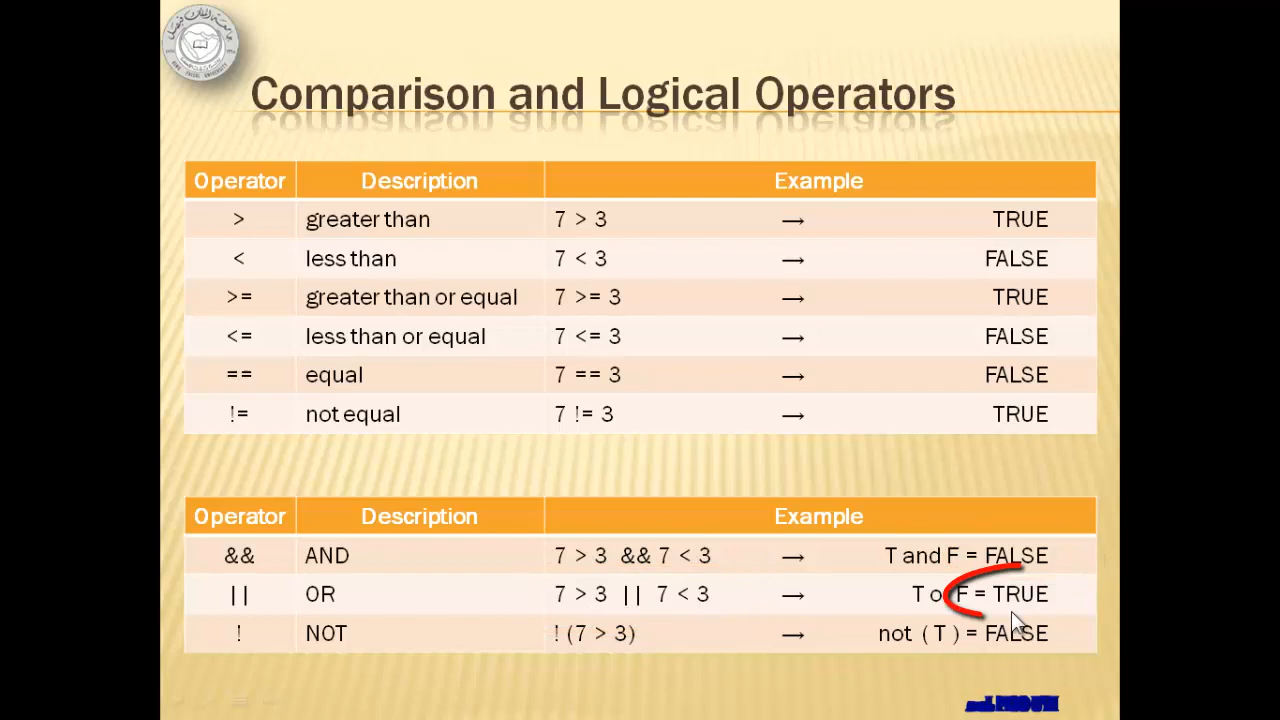 Comparison and Logical Operators
Operator Description Example
> greater than 7 > 3 → TRUE
< less than 7 < 3 → FALSE
>= greater than or equal 7 >= 3 → TRUE
<= less than or equal 7 <= 3 → FALSE
== equal 7 == 3 → FALSE
!= not equal 7 != 3 → TRUE
Operator Description Example
&& AND 7 > 3 && 7 < 3 → T and F = FALSE
|| OR 7 > 3 || 7 < 3 → T or F = TRUE
! NOT ! (7 > 3) → not ( T ) = FALSE